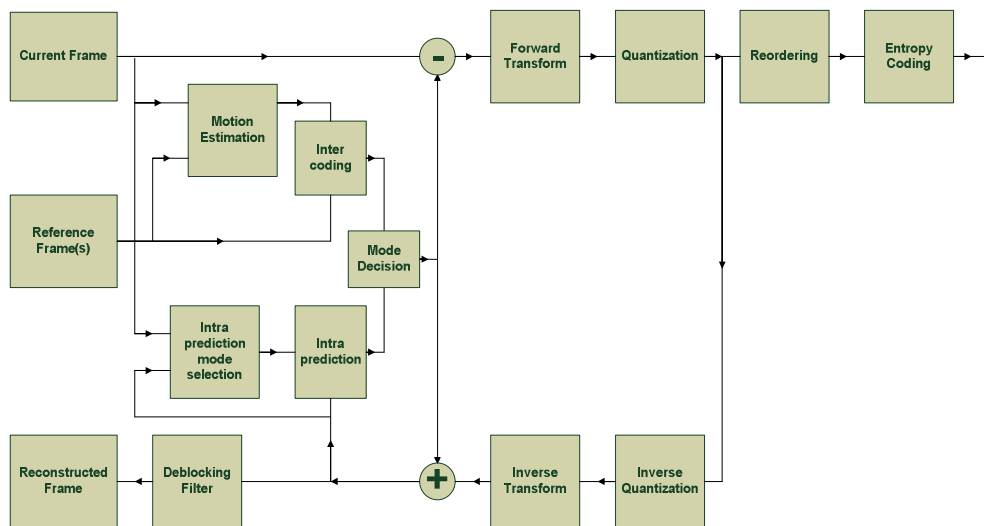 Current Frame
-
Forward
Transform
Quantization
Reordering
Entropy
Coding
Motion
Estimation
Inter
coding
Reference
Frame(s)
Mode
Decision
Intra
prediction
mode
selection
Intra
prediction
Reconstructed
Frame
Deblocking
Filter
+
Inverse
Transform
Inverse
Quantization